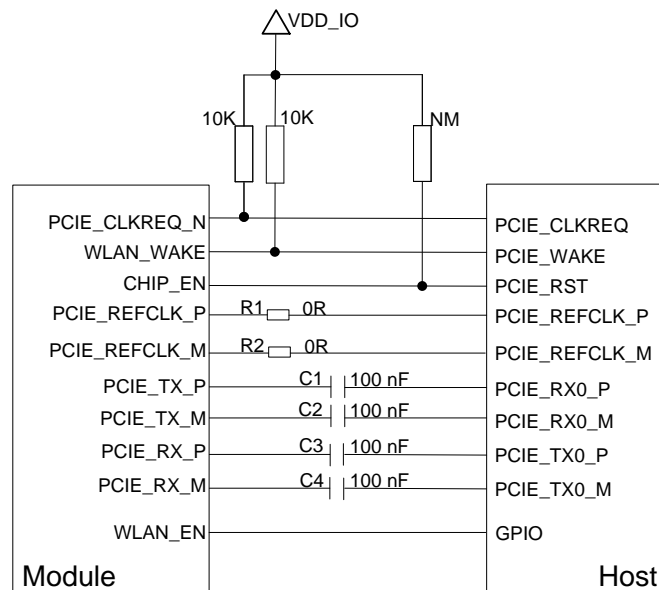 VDD_IO
10K 10K NM
PCIE_CLKREQ_N PCIE_CLKREQ
WLAN_WAKE PCIE_WAKE
CHIP_EN PCIE_RST
PCIE_REFCLK_P R1 0R PCIE_REFCLK_P
PCIE_REFCLK_M R2 0R PCIE_REFCLK_M
PCIE_TX_P C1 100 nF PCIE_RX0_P
PCIE_TX_M C2 100 nF PCIE_RX0_M
PCIE_RX_P C3 100 nF PCIE_TX0_P
PCIE_RX_M C4 100 nF PCIE_TX0_M
WLAN_EN GPIO
Module Host